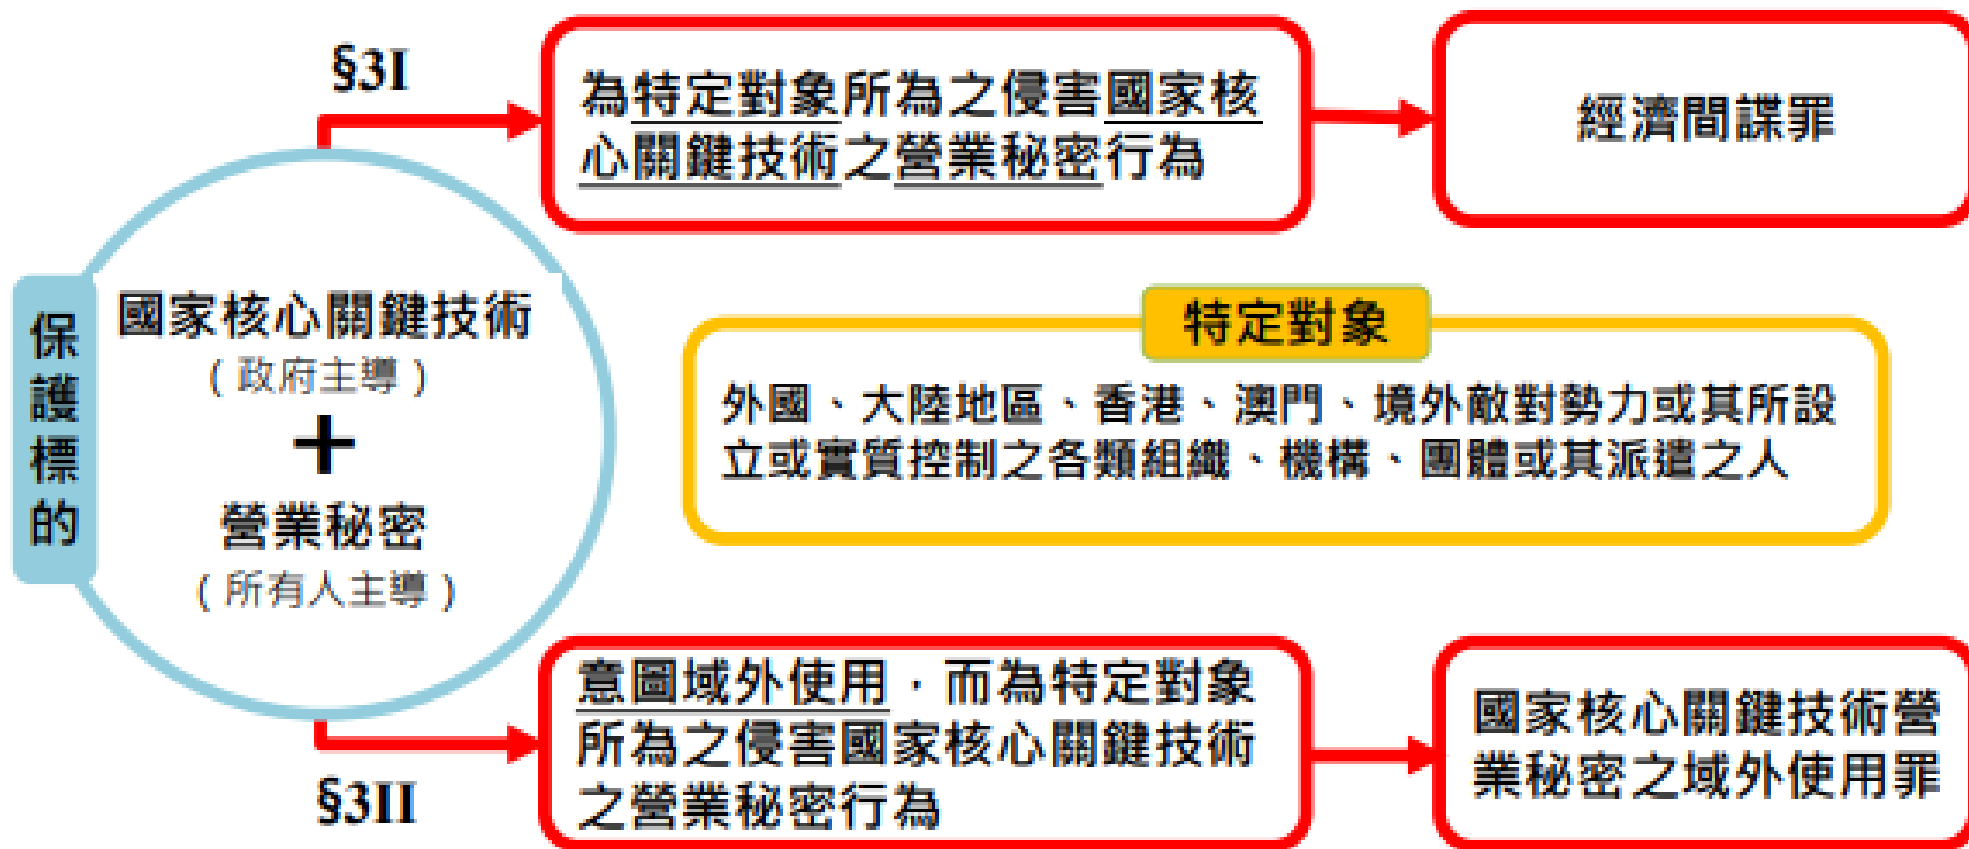 §3I
為特定對象所為之侵害國家核
心關鍵技術之營業秘密行為
經濟間諜罪
保護標的
國家核心關鍵技術
(政府主導)
+
營業秘密
(所有人主導)
特定對象
外國、大陸地區、香港、澳門、境外敵對勢力或其所設
立或實質控制之各類組織、機構、團體或其派遣之人
§3II
意圖域外使用，而為特定對象
所為之侵害國家核心關鍵技術
之營業秘密行為
國家核心關鍵技術營
業秘密之域外使用罪